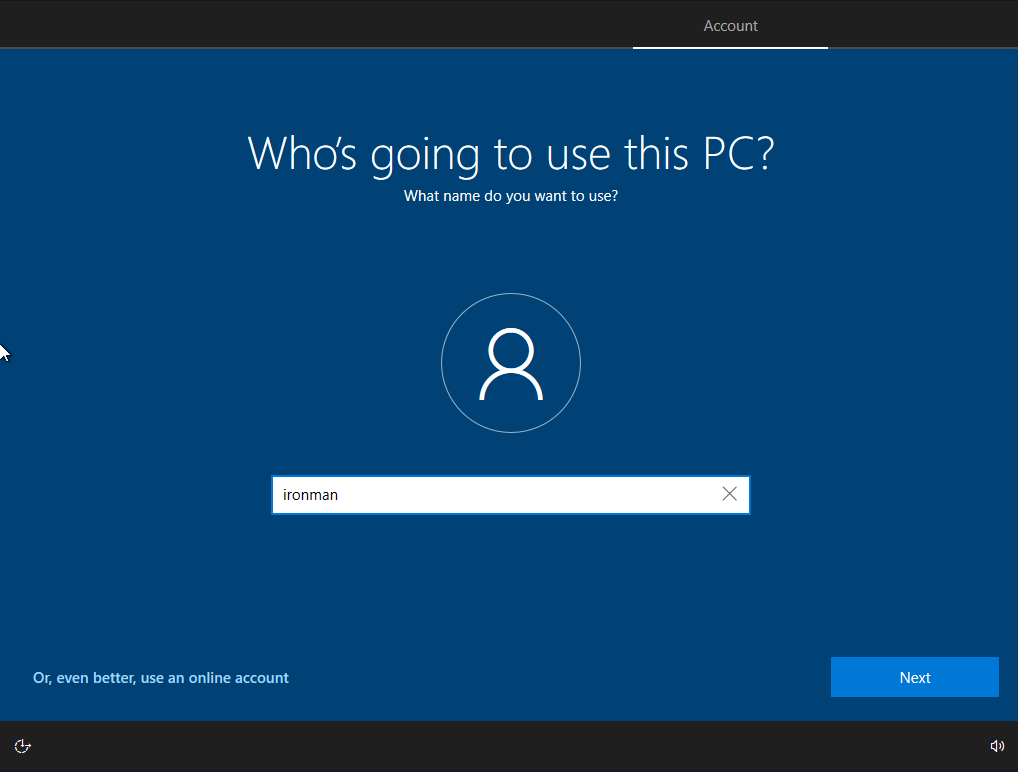 Account
Who's going to use this PC?
What name do you want to use?
ironman
Or, even better, use an online account
Next